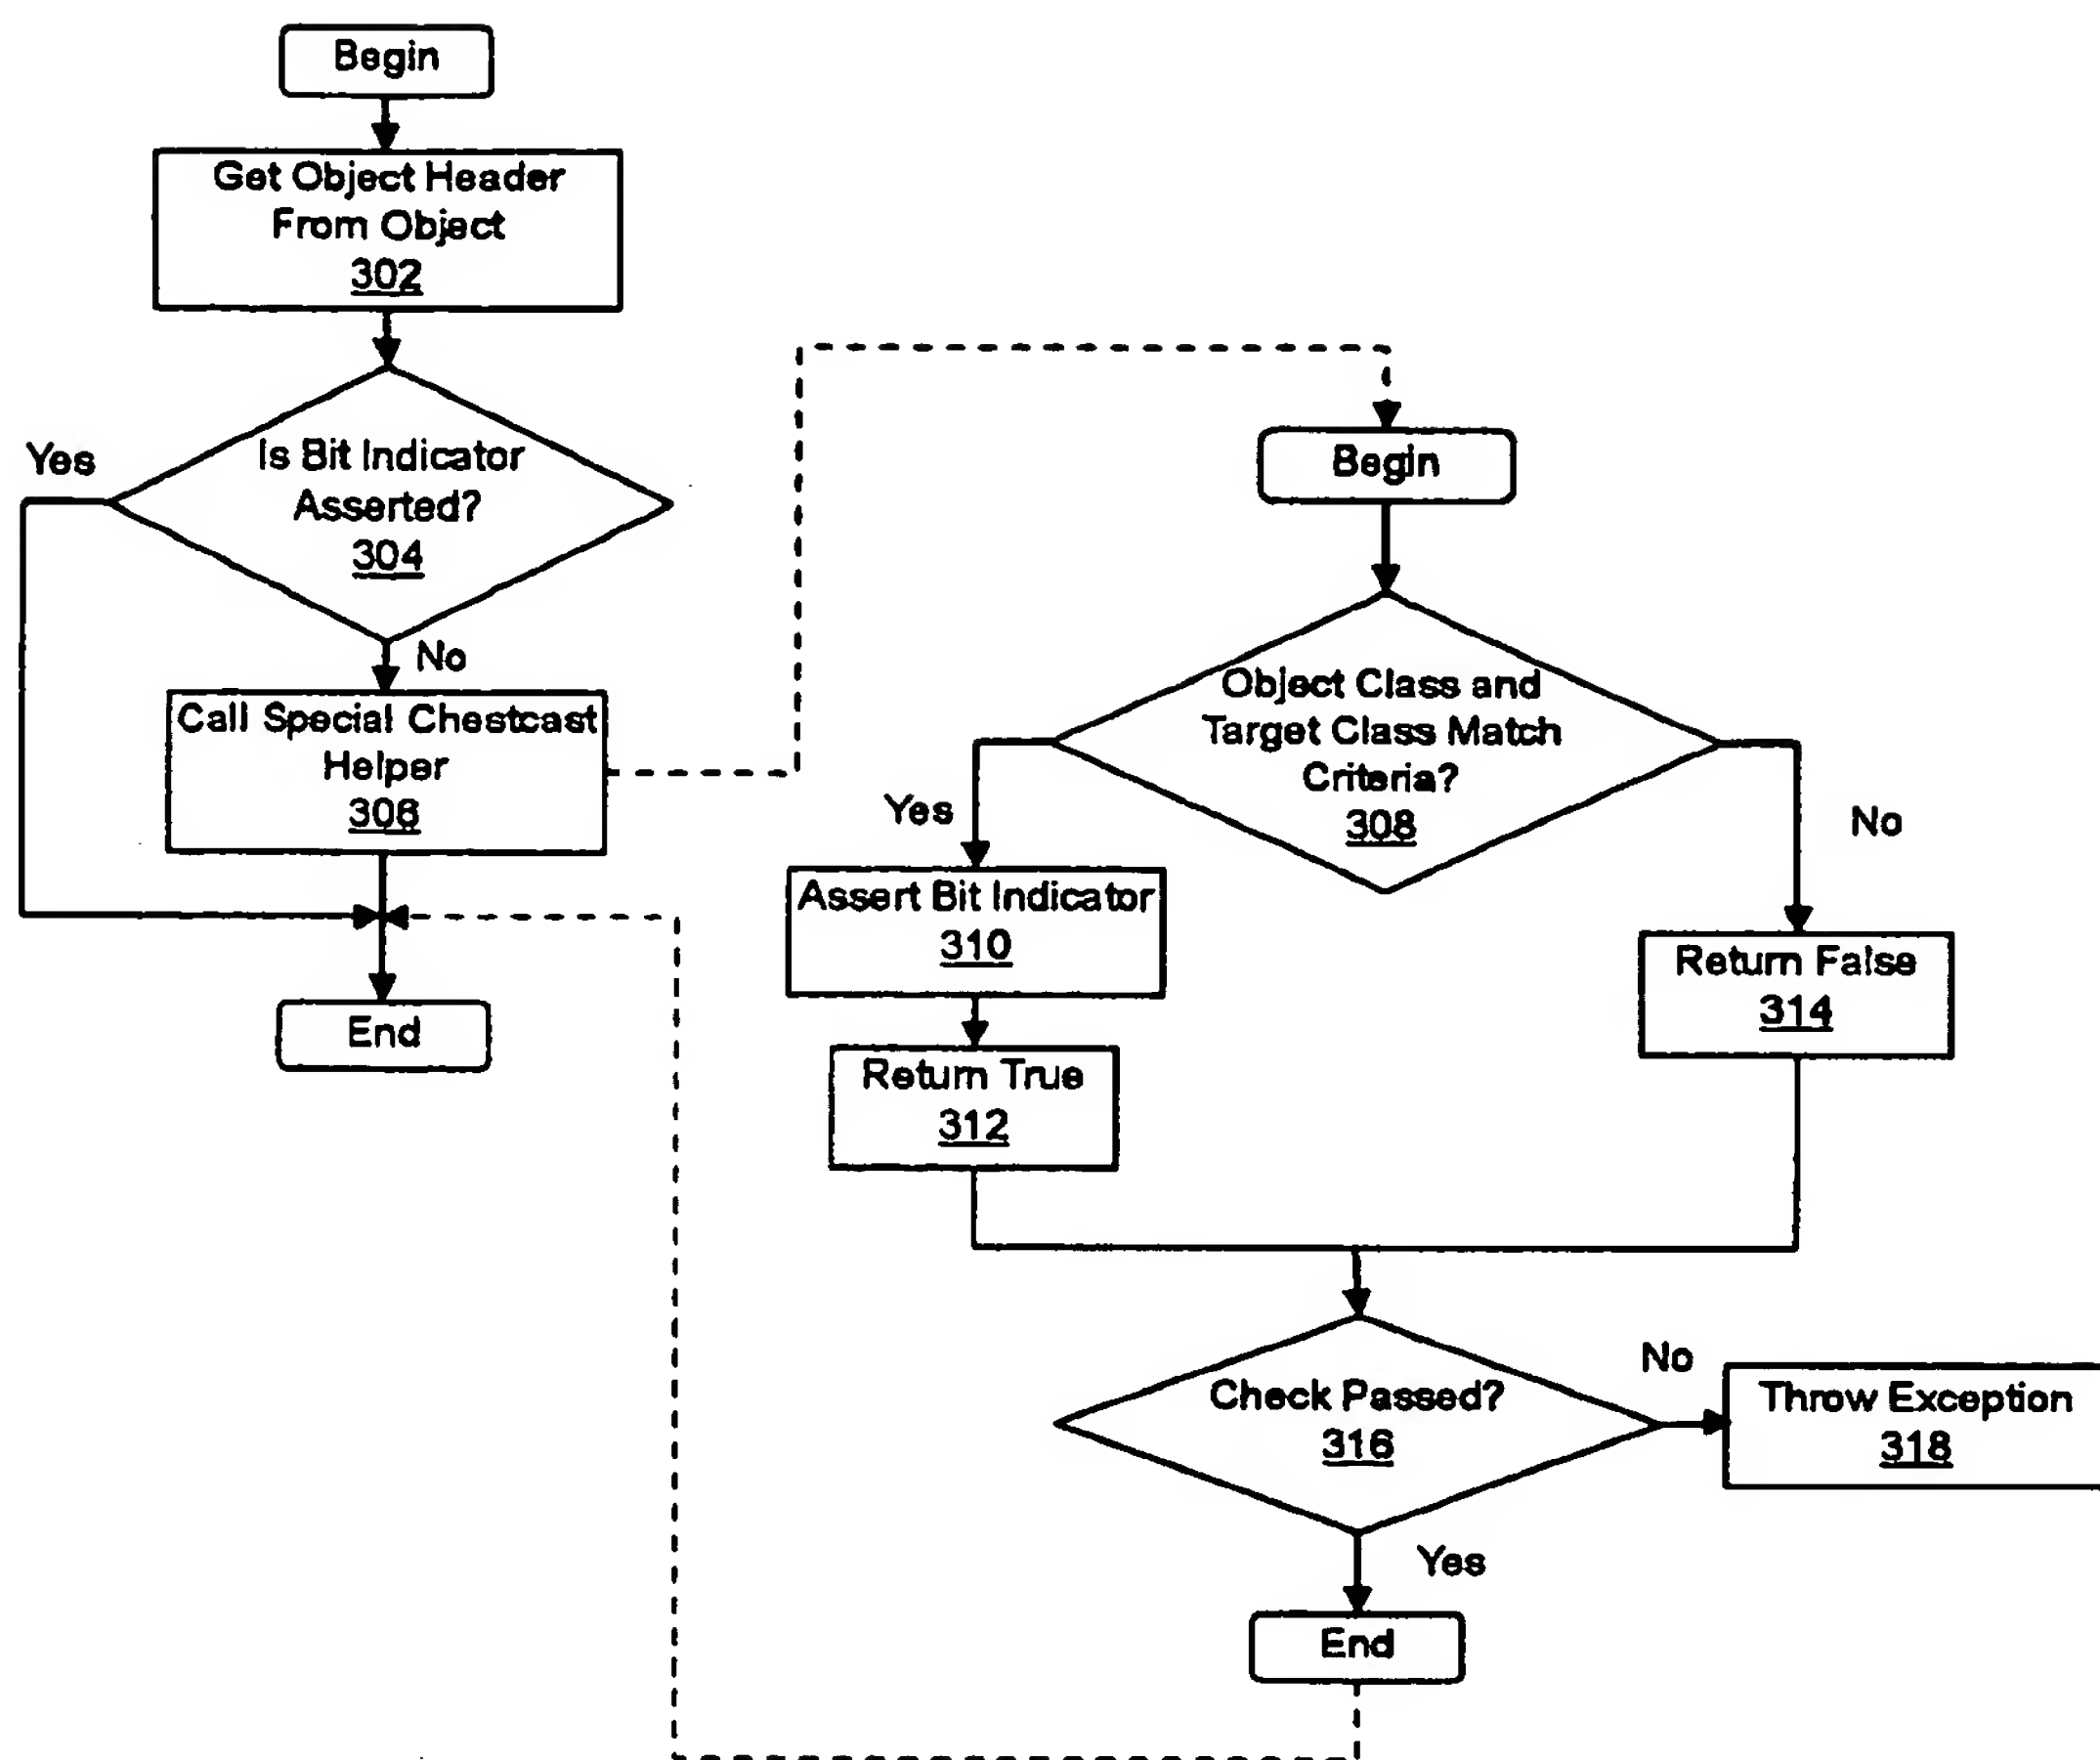 Begin
Get Object Header
From Object
302
Is Bit Indicator
Asserted?
304
Yes
No
Call Special Chestcast
Helper
306
End
Begin
Object Class and
Target Class Match
Criteria?
308
Yes
No
Assert Bit Indicator
310
Return True
312
Return False
314
Check Passed?
316
No
Throw Exception
318
Yes
End